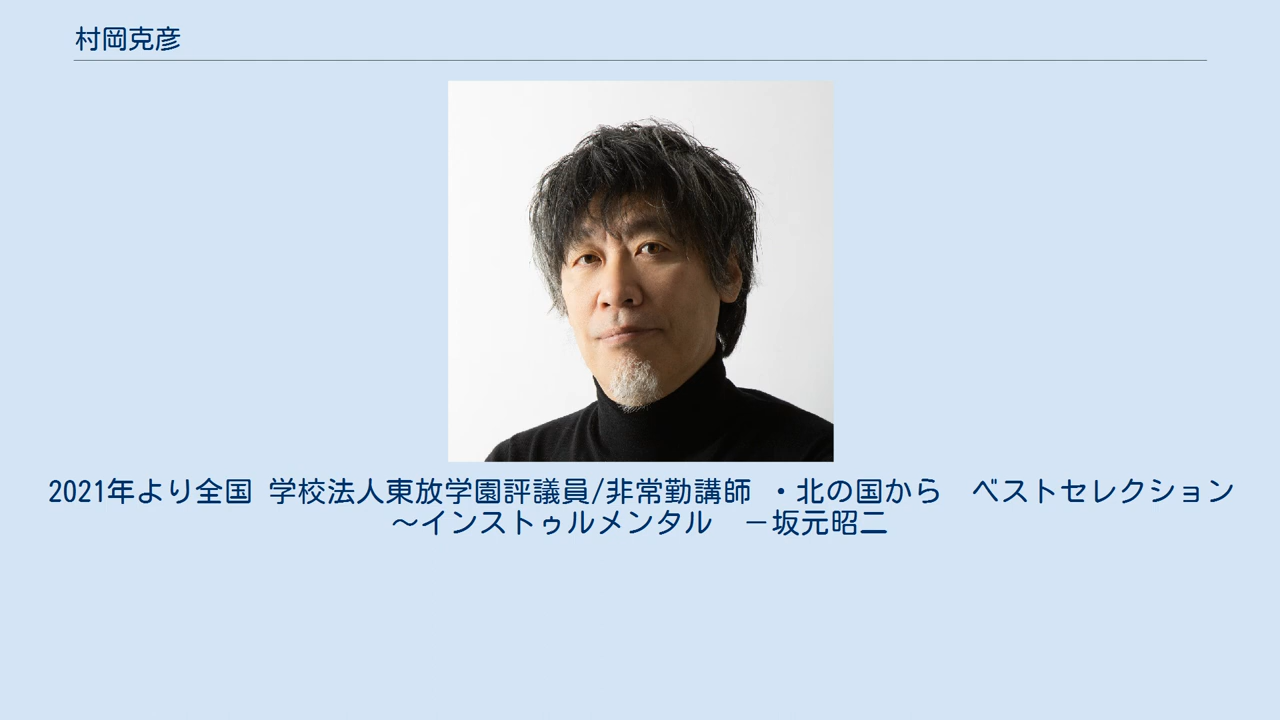 村岡克彦
2021年より全国 学校法人東放学園評議員/非常勤講師 ・北の国から　ベストセレクション
～インストゥルメンタル　－坂元昭二